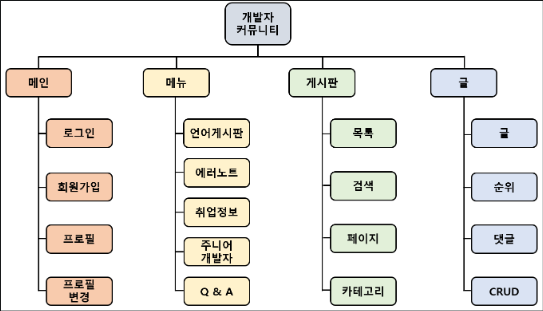 개발자
커뮤니티
메인
메뉴
게시판
글
로그인
회원가입
프로필
프로필
변경
언어게시판
에러노트
취업정보
주니어
개발자
Q & A
목록
검색
페이지
카테고리
글
순위
댓글
CRUD